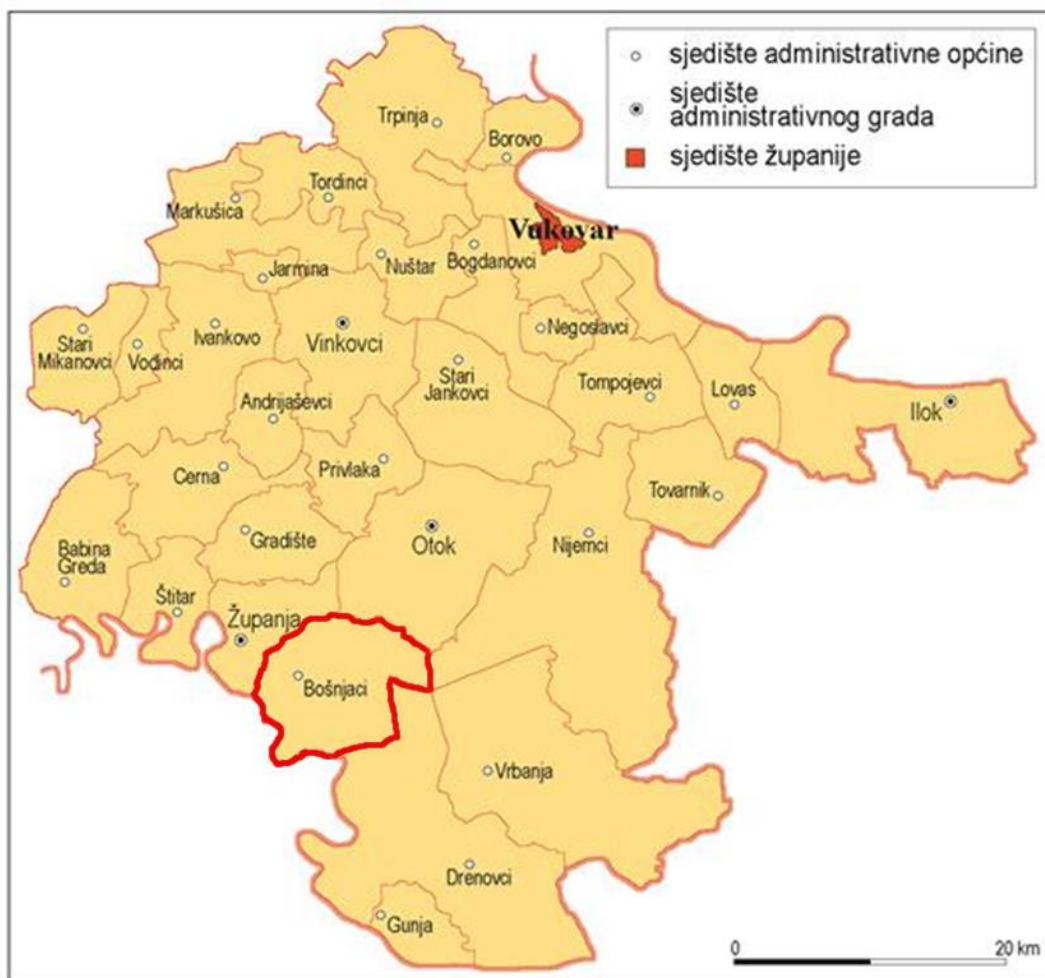 sjedište administrativne općine
sjedište
administrativnog grada
sjedište županije
Trpinja
Borovo
Tordinci
Markušica
Vukovar
Nuštar
Bogdanovci
Jarmina
Stari
Mikanovci
Vođinci
Ivankovo
Vinkovci
Negoslavci
Stari
Jankovci
Tompojevci
Lovas
Ilok
Andrijaševci
Cerna
Privlaka
Tovarnik
Gradište
Otok
Nijemci
Babina
Greda
Štitar
Županja
Bošnjaci
Vrbanja
Drenovci
Gunja
0
20 km